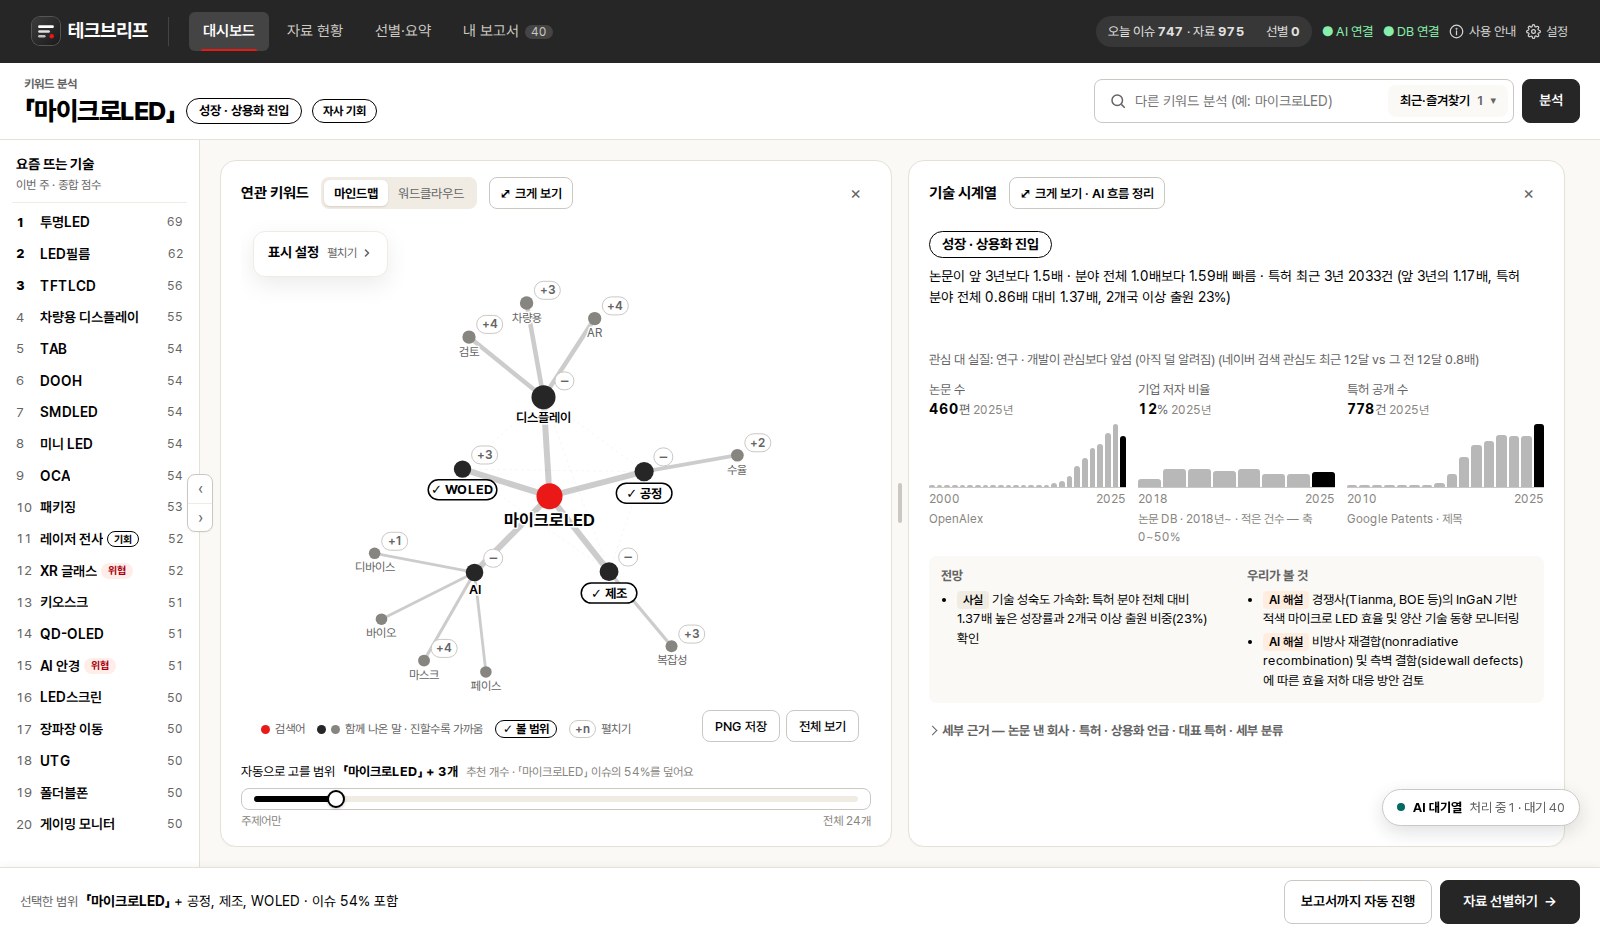 테크브리프
대시보드
자료 현황
선별·요약
내 보고서 40
오늘 이슈 747 · 자료 975 선별 0
AI 연결
DB 연결
사용 안내
설정
키워드 분석
「마이크로LED」
성장 · 상용화 진입
자사 기회
다른 키워드 분석 (예: 마이크로LED)
최근·즐겨찾기 1 ▾
분석
요즘 뜨는 기술
이번 주 · 종합 점수
1 투명LED 69
2 LED필름 62
3 TFTLCD 56
4 차량용 디스플레이 55
5 TAB 54
6 DOOH 54
7 SMDLED 54
8 미니 LED 54
9 OCA 54
10 패키징 53
11 레이저 전사 기회 52
12 XR 글래스 위협 52
13 키오스크 51
14 QD-OLED 51
15 AI 안경 위협 51
16 LED스크린 50
17 장파장 이동 50
18 UTG 50
19 폴더블폰 50
20 게이밍 모니터 50
연관 키워드
마인드맵
워드클라우드
⤢ 크게 보기
×
표시 설정 펼치기 ›
+3
차량용
+4
AR
+4
검토
−
디스플레이
+3
✓ WOLED
−
✓ 공정
+2
수율
마이크로LED
+1
디바이스
−
AI
−
✓ 제조
바이오
+4
마스크
페이스
+3
복잡성
검색어
함께 나온 말 · 진할수록 가까움
✓ 볼 범위
+n 펼치기
PNG 저장
전체 보기
자동으로 고를 범위 「마이크로LED」 + 3개 추천 개수 · 「마이크로LED」 이슈의 54%를 덮어요
주제어만
전체 24개
기술 시계열
⤢ 크게 보기 · AI 흐름 정리
×
성장 · 상용화 진입
논문이 앞 3년보다 1.5배 · 분야 전체 1.0배보다 1.59배 빠름 · 특허 최근 3년 2033건 (앞 3년의 1.17배, 특허
분야 전체 0.86배 대비 1.37배, 2개국 이상 출원 23%)
관심 대 실질: 연구 · 개발이 관심보다 앞섬 (아직 덜 알려짐) (네이버 검색 관심도 최근 12달 vs 그 전 12달 0.8배)
논문 수
460편 2025년
2000 2025
OpenAlex
기업 저자 비율
12% 2025년
2018 2025
논문 DB · 2018년~ · 적은 건수 — 축
0~50%
특허 공개 수
778건 2025년
2010 2025
Google Patents · 제목
전망
• 사실 기술 성숙도 가속화: 특허 분야 전체 대비
1.37배 높은 성장률과 2개국 이상 출원 비중(23%)
확인
우리가 볼 것
• AI 해설 경쟁사(Tianma, BOE 등)의 InGaN 기반
적색 마이크로 LED 효율 및 양산 기술 동향 모니터링
• AI 해설 비방사 재결합(nonradiative
recombination) 및 측벽 결함(sidewall defects)
에 따른 효율 저하 대응 방안 검토
세부 근거 — 논문 낸 회사 · 특허 · 상용화 언급 · 대표 특허 · 세부 분류
AI 대기열 처리 중 1 · 대기 40
선택한 범위 「마이크로LED」 + 공정, 제조, WOLED · 이슈 54% 포함
보고서까지 자동 진행
자료 선별하기 →